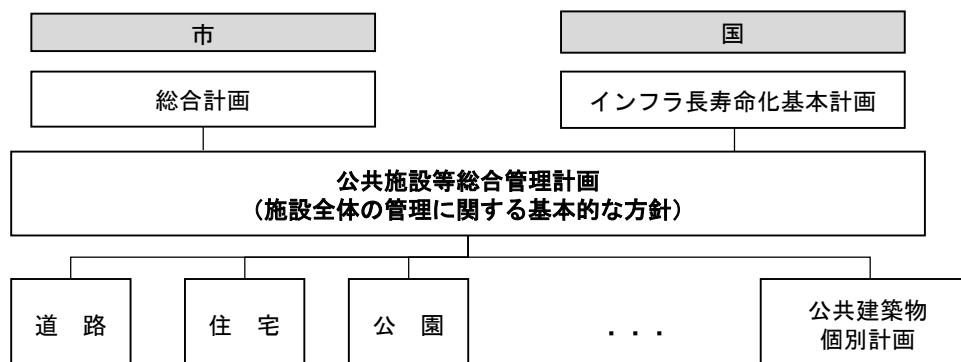 市
国
総合計画
インフラ長寿命化基本計画
公共施設等総合管理計画
（施設全体の管理に関する基本的な方針）
道　路
住　宅
公　園
・・・
公共建築物
個別計画